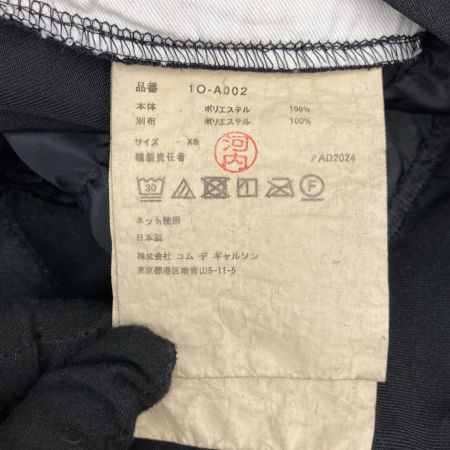 品番 1O-A002
本体 ポリエステル 100%
別布 ポリエステル 100%
サイズ XS
縫製責任者 河内 / AD2024
30 1 F
ネット使用
日本製
株式会社 コム デ ギャルソン
東京都港区南青山5-11-5